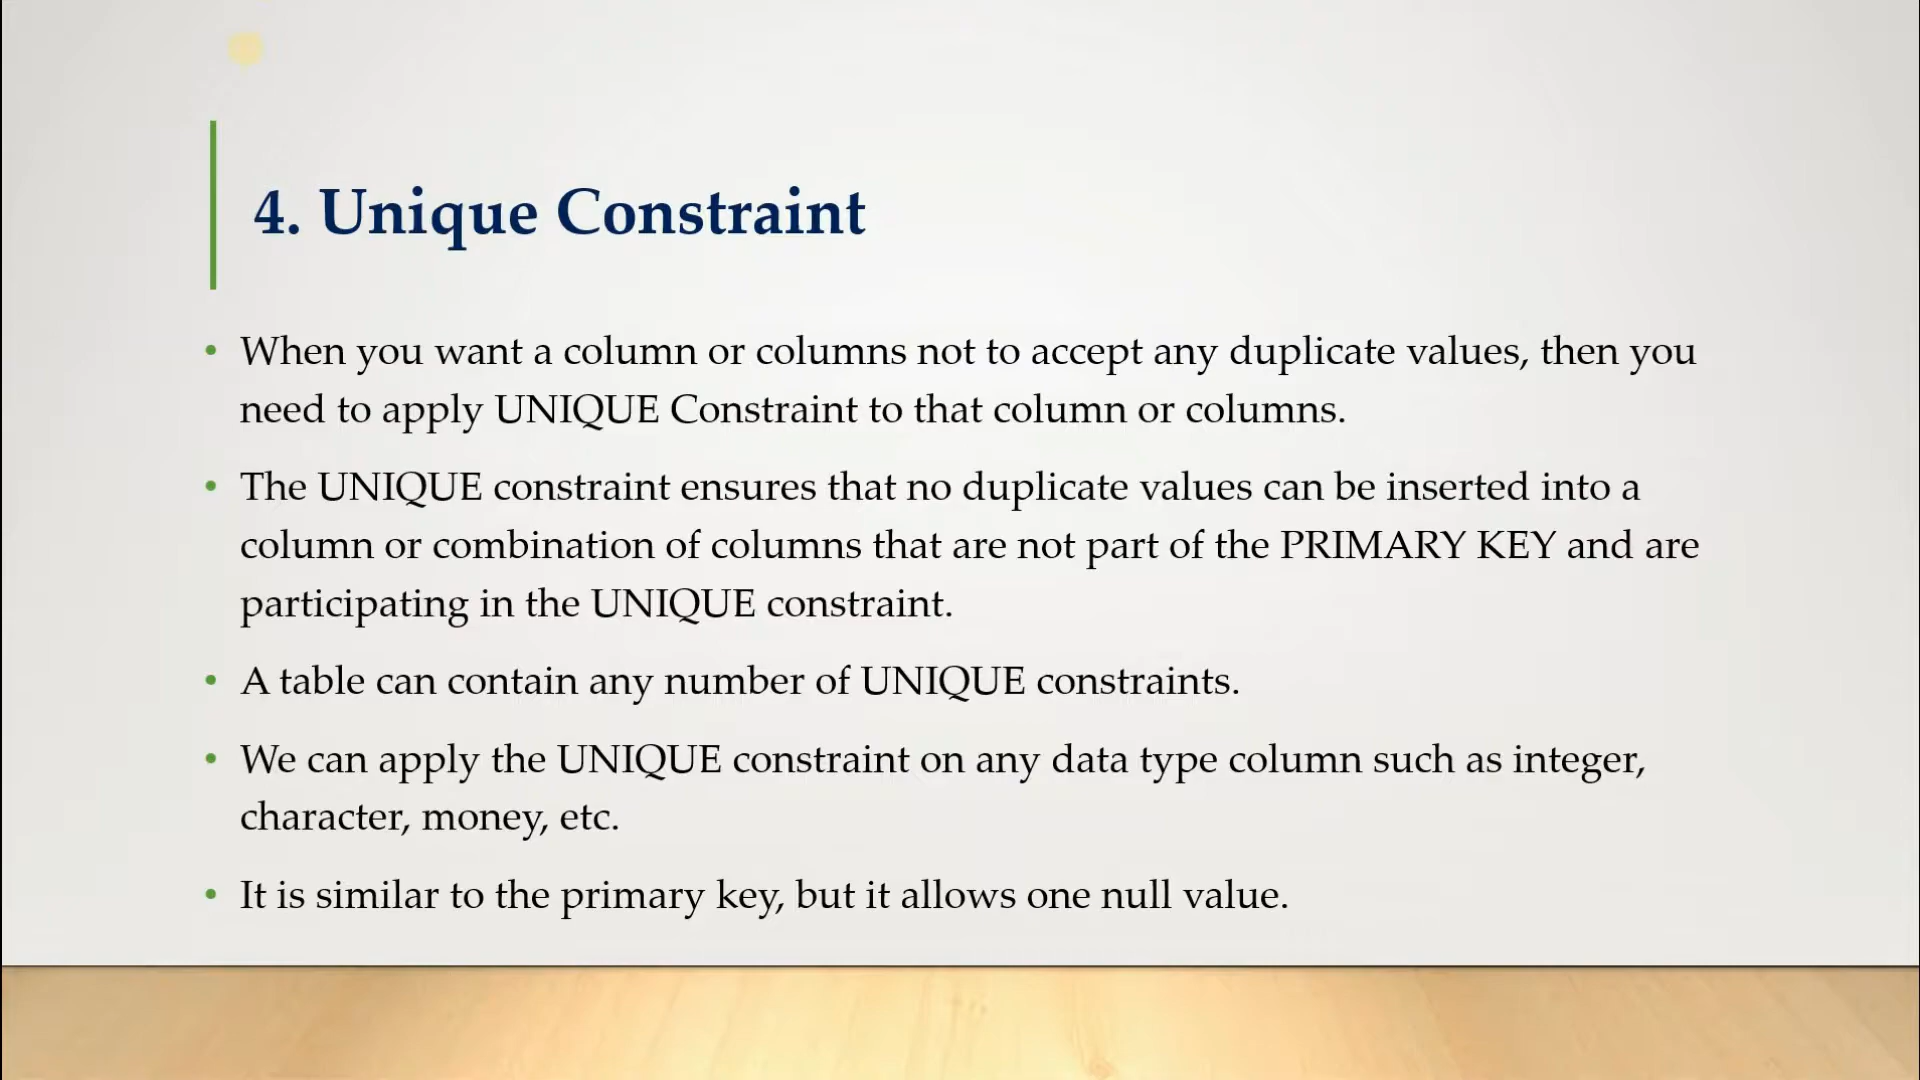 4. Unique Constraint
• When you want a column or columns not to accept any duplicate values, then you
need to apply UNIQUE Constraint to that column or columns.
• The UNIQUE constraint ensures that no duplicate values can be inserted into a
column or combination of columns that are not part of the PRIMARY KEY and are
participating in the UNIQUE constraint.
• A table can contain any number of UNIQUE constraints.
• We can apply the UNIQUE constraint on any data type column such as integer,
character, money, etc.
• It is similar to the primary key, but it allows one null value.